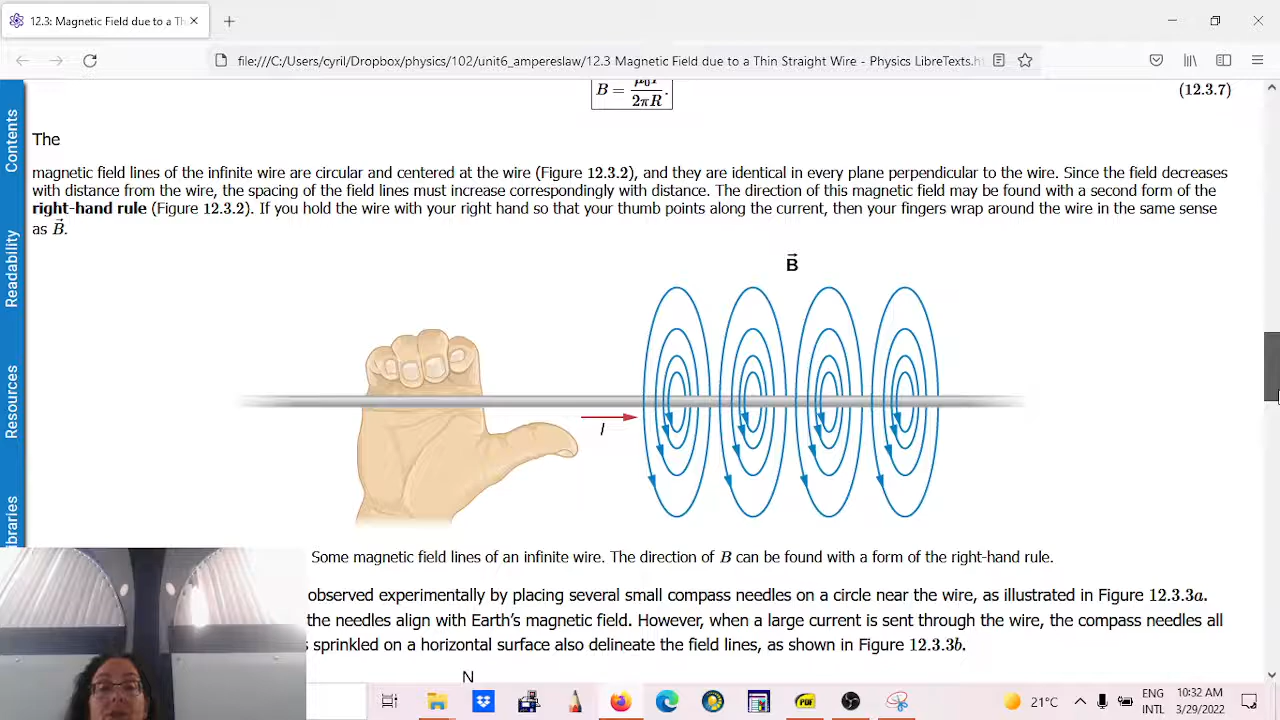 12.3: Magnetic Field due to a Th
file:///C:/Users/cyril/Dropbox/physics/102/unit6_ampereslaw/12.3 Magnetic Field due to a Thin Straight Wire - Physics LibreTexts.h
Contents
Readability
Resources
ibraries
B = μ0I / 2πR. (12.3.7)
The
magnetic field lines of the infinite wire are circular and centered at the wire (Figure 12.3.2), and they are identical in every plane perpendicular to the wire. Since the field decreases
with distance from the wire, the spacing of the field lines must increase correspondingly with distance. The direction of this magnetic field may be found with a second form of the
right-hand rule (Figure 12.3.2). If you hold the wire with your right hand so that your thumb points along the current, then your fingers wrap around the wire in the same sense
as B⃗.
B⃗
I
Some magnetic field lines of an infinite wire. The direction of B can be found with a form of the right-hand rule.
observed experimentally by placing several small compass needles on a circle near the wire, as illustrated in Figure 12.3.3a.
the needles align with Earth's magnetic field. However, when a large current is sent through the wire, the compass needles all
s sprinkled on a horizontal surface also delineate the field lines, as shown in Figure 12.3.3b.
N
PDF
21°C
ENG
INTL
10:32 AM
3/29/2022